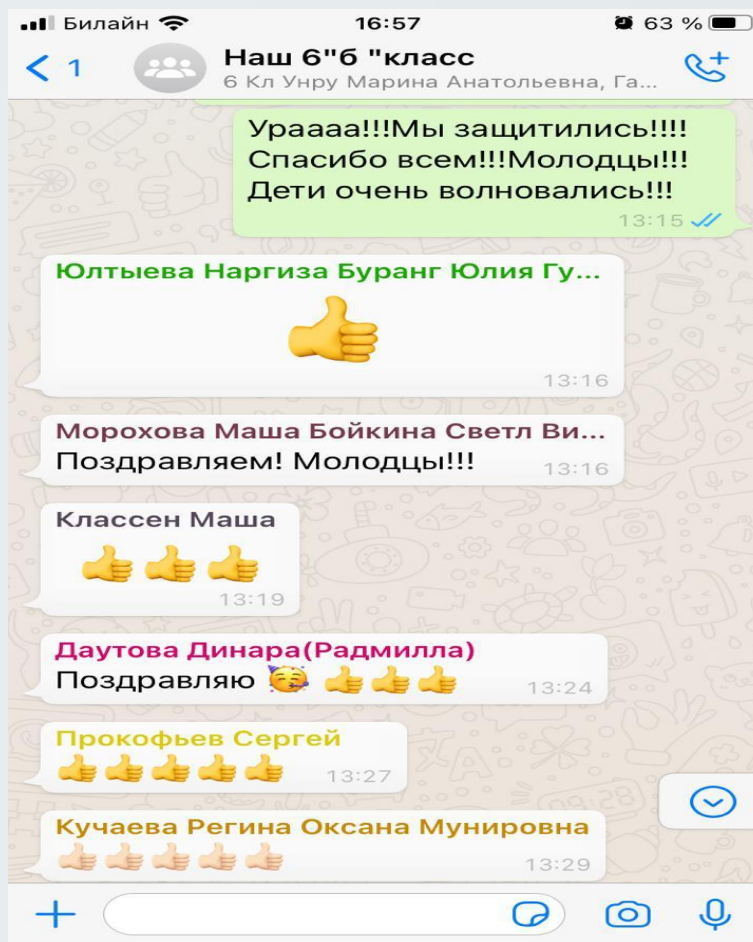 Билайн 16:57 63 %
1 Наш 6"б "класс
6 Кл Унру Марина Анатольевна, Га...
Ураааа!!!Мы защитились!!!!
Спасибо всем!!!Молодцы!!!
Дети очень волновались!!!
13:15
Юлтыева Наргиза Буранг Юлия Гу...
13:16
Морохова Маша Бойкина Светл Ви...
Поздравляем! Молодцы!!! 13:16
Классен Маша
13:19
Даутова Динара(Радмилла)
Поздравляю 🥳 👍👍👍 13:24
Прокофьев Сергей
13:27
Кучаева Регина Оксана Мунировна
13:29